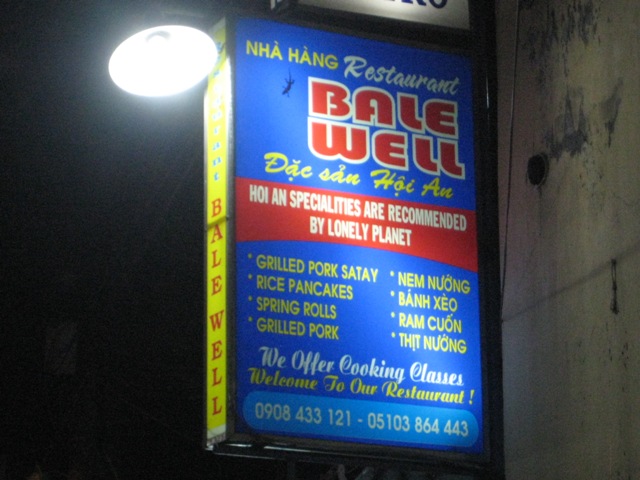 NHÀ HÀNG Restaurant
BALE
WELL
Đặc sản Hội An
HOI AN SPECIALITIES ARE RECOMMENDED
BY LONELY PLANET
* GRILLED PORK SATAY
* RICE PANCAKES
* SPRING ROLLS
* GRILLED PORK
* NEM NƯỚNG
* BÁNH XÈO
* RAM CUỐN
* THỊT NƯỚNG
We Offer Cooking Classes
Welcome To Our Restaurant !
0908 433 121 - 05103 864 443
BALE WELL